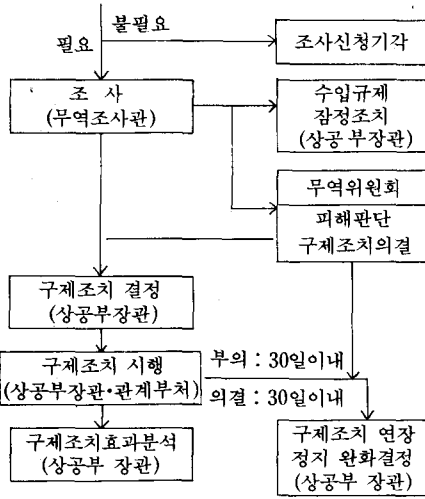 불필요
필요
조사신청기각
조 사
(무역조사관)
수입규제
잠정조치
(상공부장관)
무역위원회
피해판단
구제조치의결
구제조치 결정
(상공부장관)
구제조치 시행
(상공부장관·관계부처)
부의 : 30일이내
의결 : 30일이내
구제조치효과분석
(상공부 장관)
구제조치 연장
정지 완화결정
(상공부 장관)